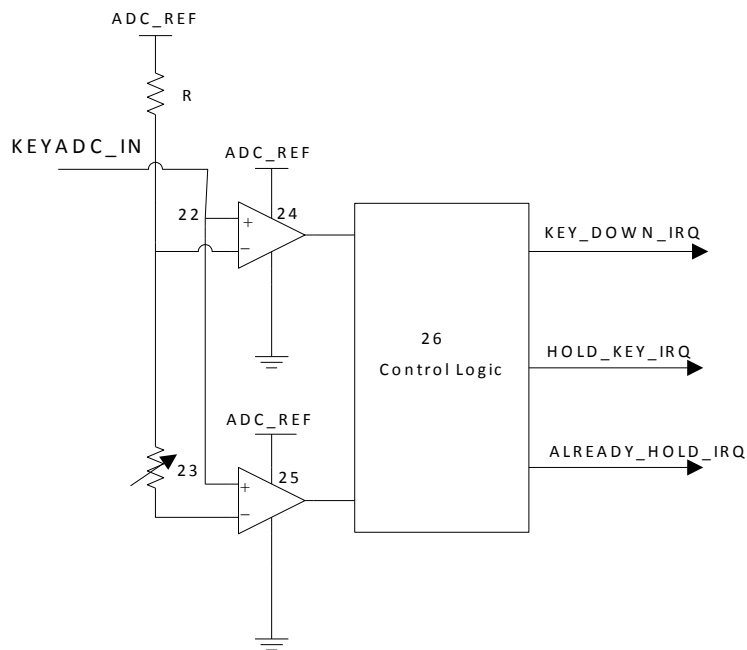 ADC_REF
R
KEYADC_IN
ADC_REF
22
24
+
−
KEY_DOWN_IRQ
26
Control Logic
HOLD_KEY_IRQ
ADC_REF
ALREADY_HOLD_IRQ
23
25
+
−